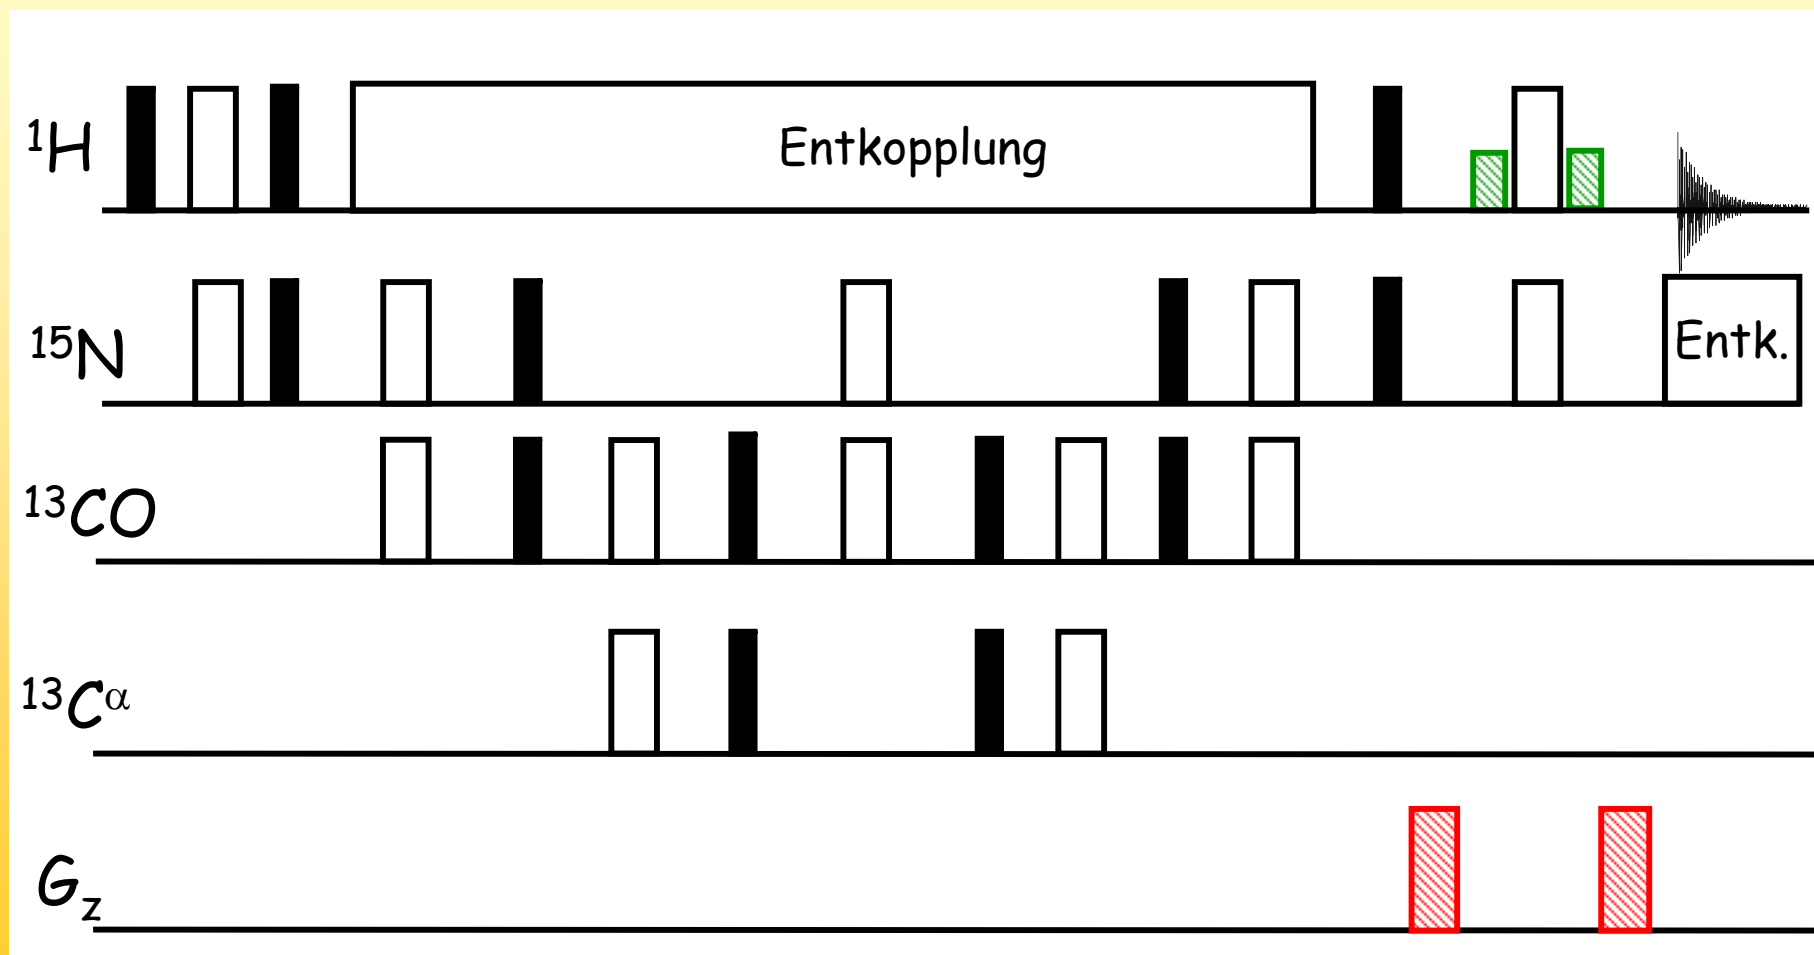 ¹H
Entkopplung
¹⁵N
Entk.
¹³CO
¹³Cα
Gz